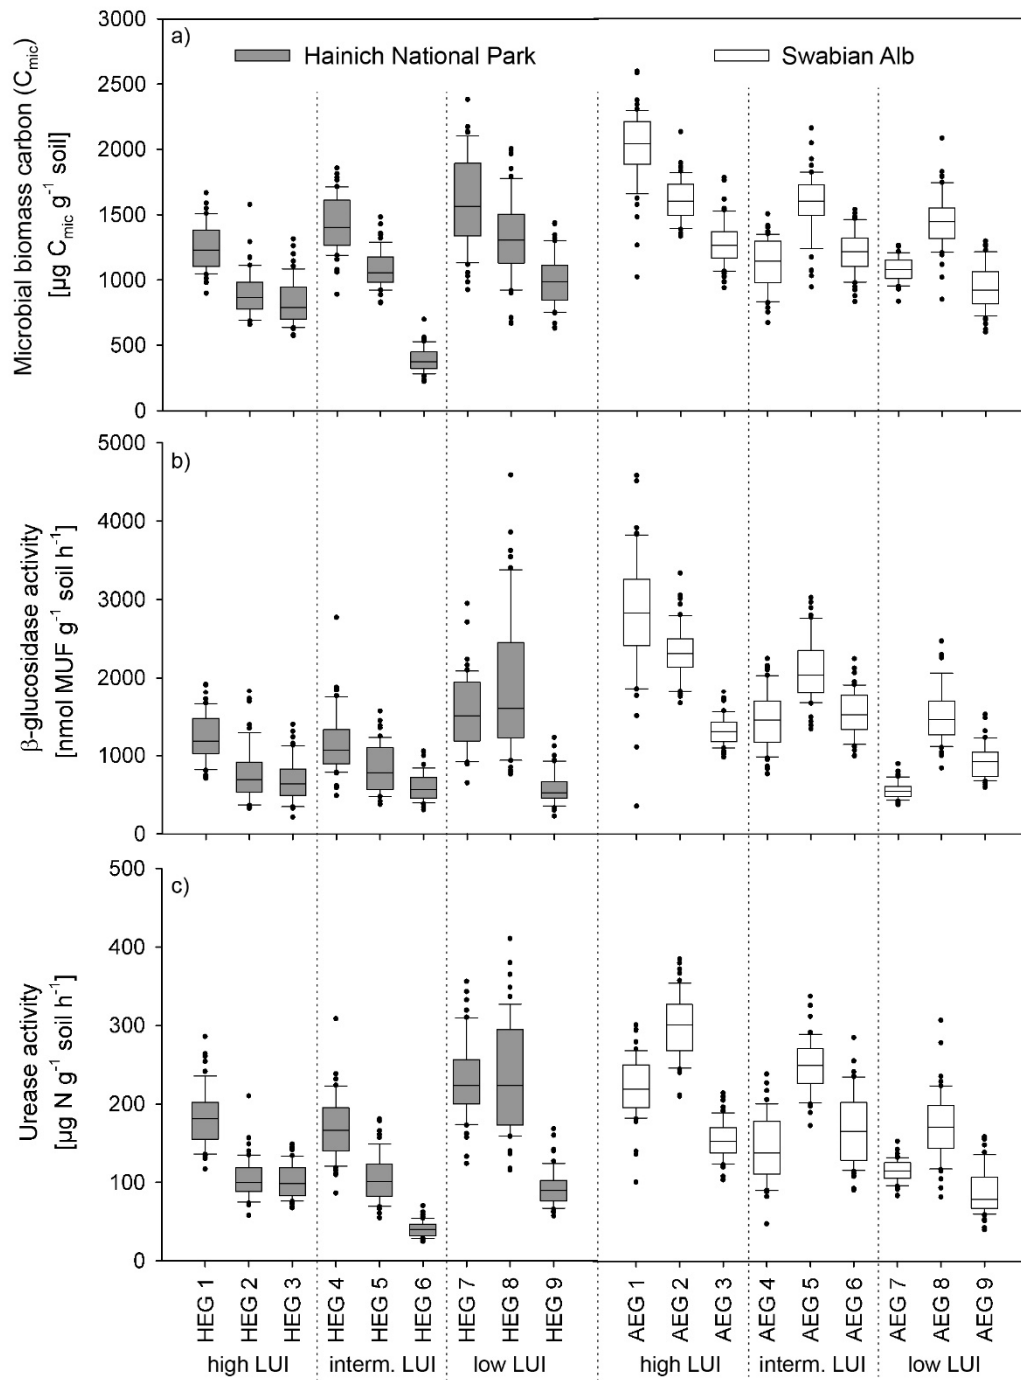 a)
Hainich National Park
Swabian Alb
Microbial biomass carbon (Cmic)
[µg Cmic g-1 soil]
3000
2500
2000
1500
1000
500
0
b)
β-glucosidase activity
[nmol MUF g-1 soil h-1]
5000
4000
3000
2000
1000
0
c)
Urease activity
[µg N g-1 soil h-1]
500
400
300
200
100
0
HEG 1 HEG 2 HEG 3 HEG 4 HEG 5 HEG 6 HEG 7 HEG 8 HEG 9 AEG 1 AEG 2 AEG 3 AEG 4 AEG 5 AEG 6 AEG 7 AEG 8 AEG 9
high LUI interm. LUI low LUI high LUI interm. LUI low LUI